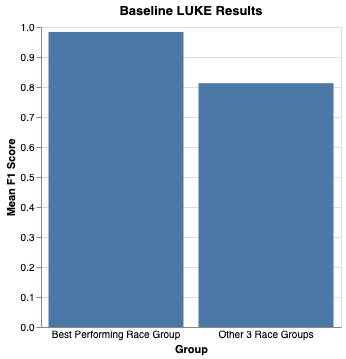 Baseline LUKE Results
1.0
0.9
0.8
0.7
0.6
0.5
0.4
0.3
0.2
0.1
0.0
Mean F1 Score
Best Performing Race Group
Other 3 Race Groups
Group